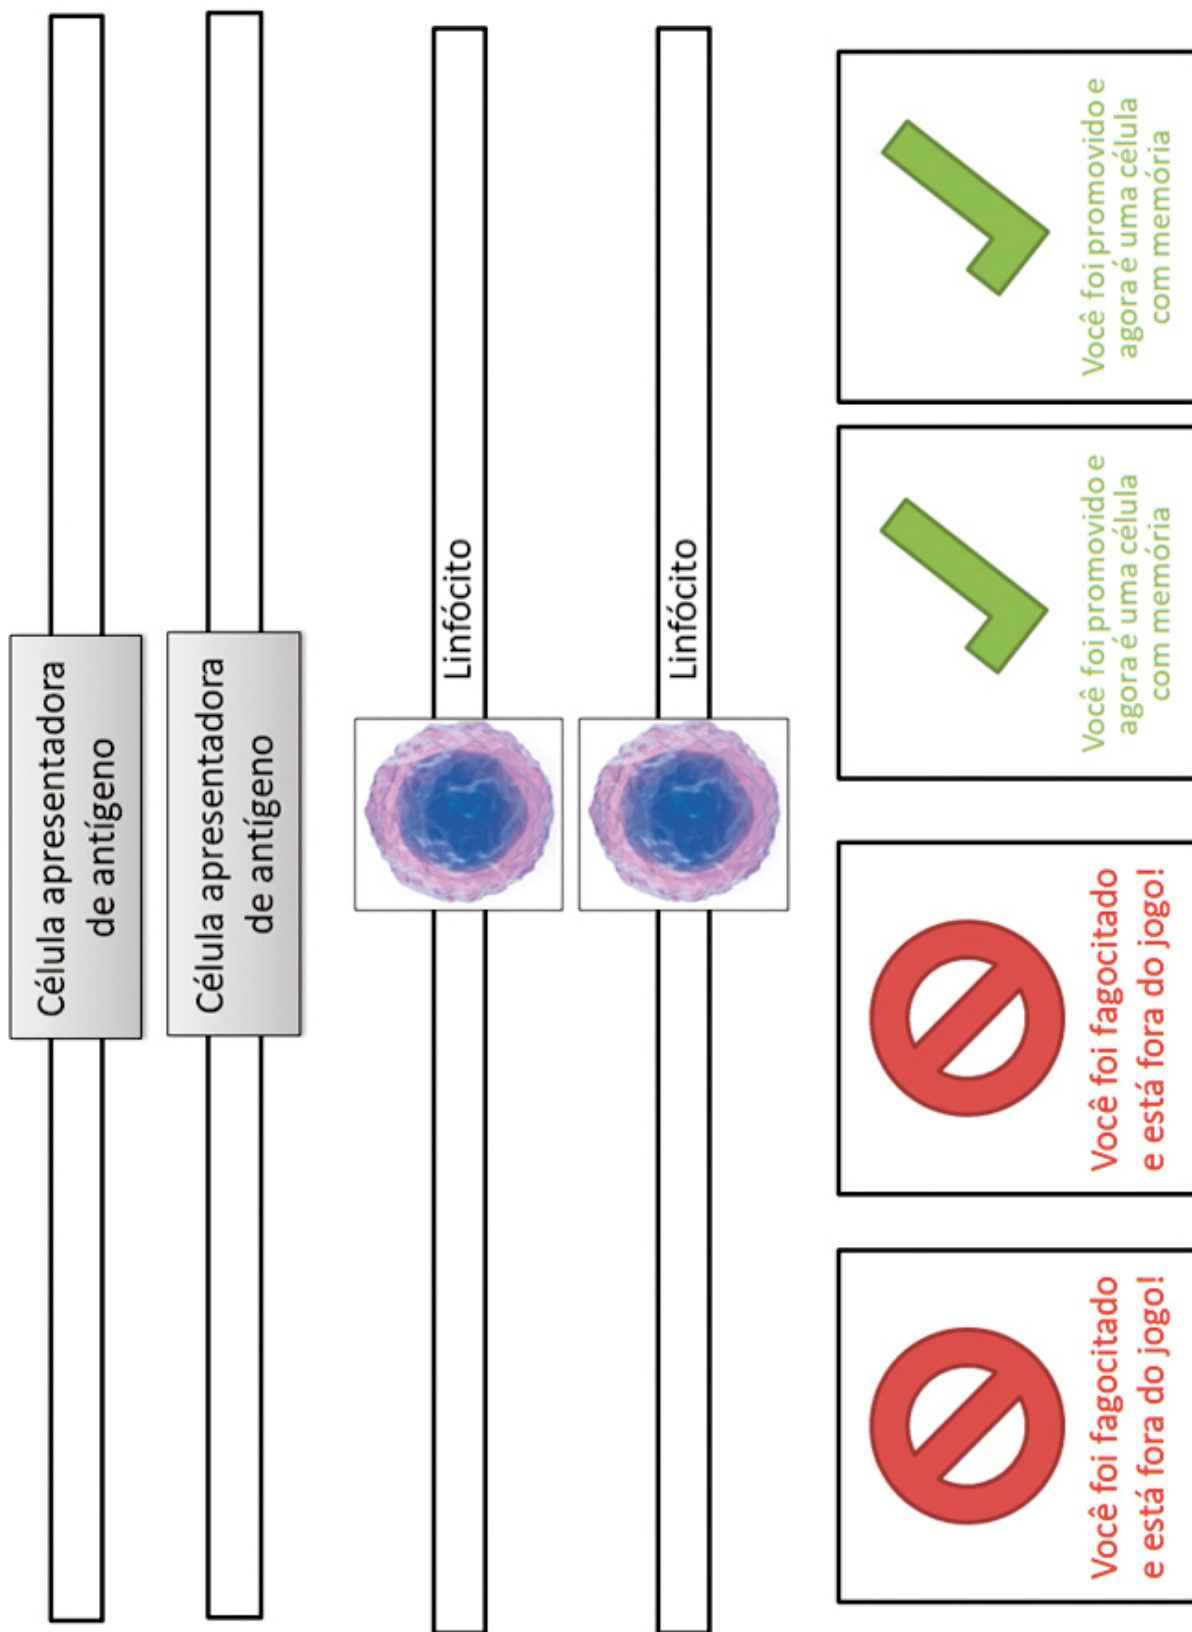 Célula apresentadora
de antígeno
Célula apresentadora
de antígeno
Linfócito
Linfócito
Você foi fagocitado
e está fora do jogo!
Você foi fagocitado
e está fora do jogo!
Você foi promovido e
agora é uma célula
com memória
Você foi promovido e
agora é uma célula
com memória